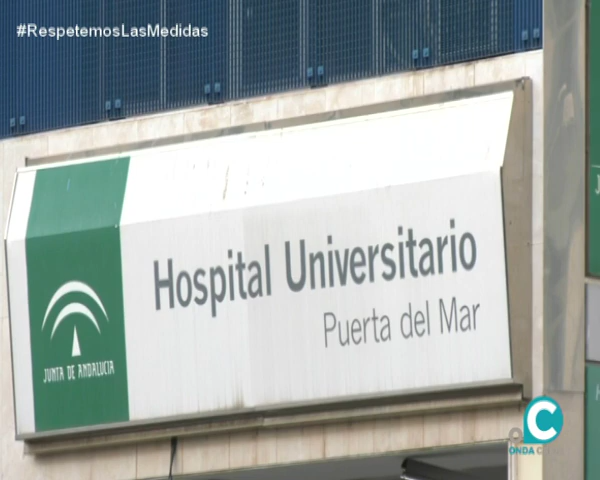 #RespetemosLasMedidas
Hospital Universitario
Puerta del Mar
JUNTA DE ANDALUCIA
ONDA